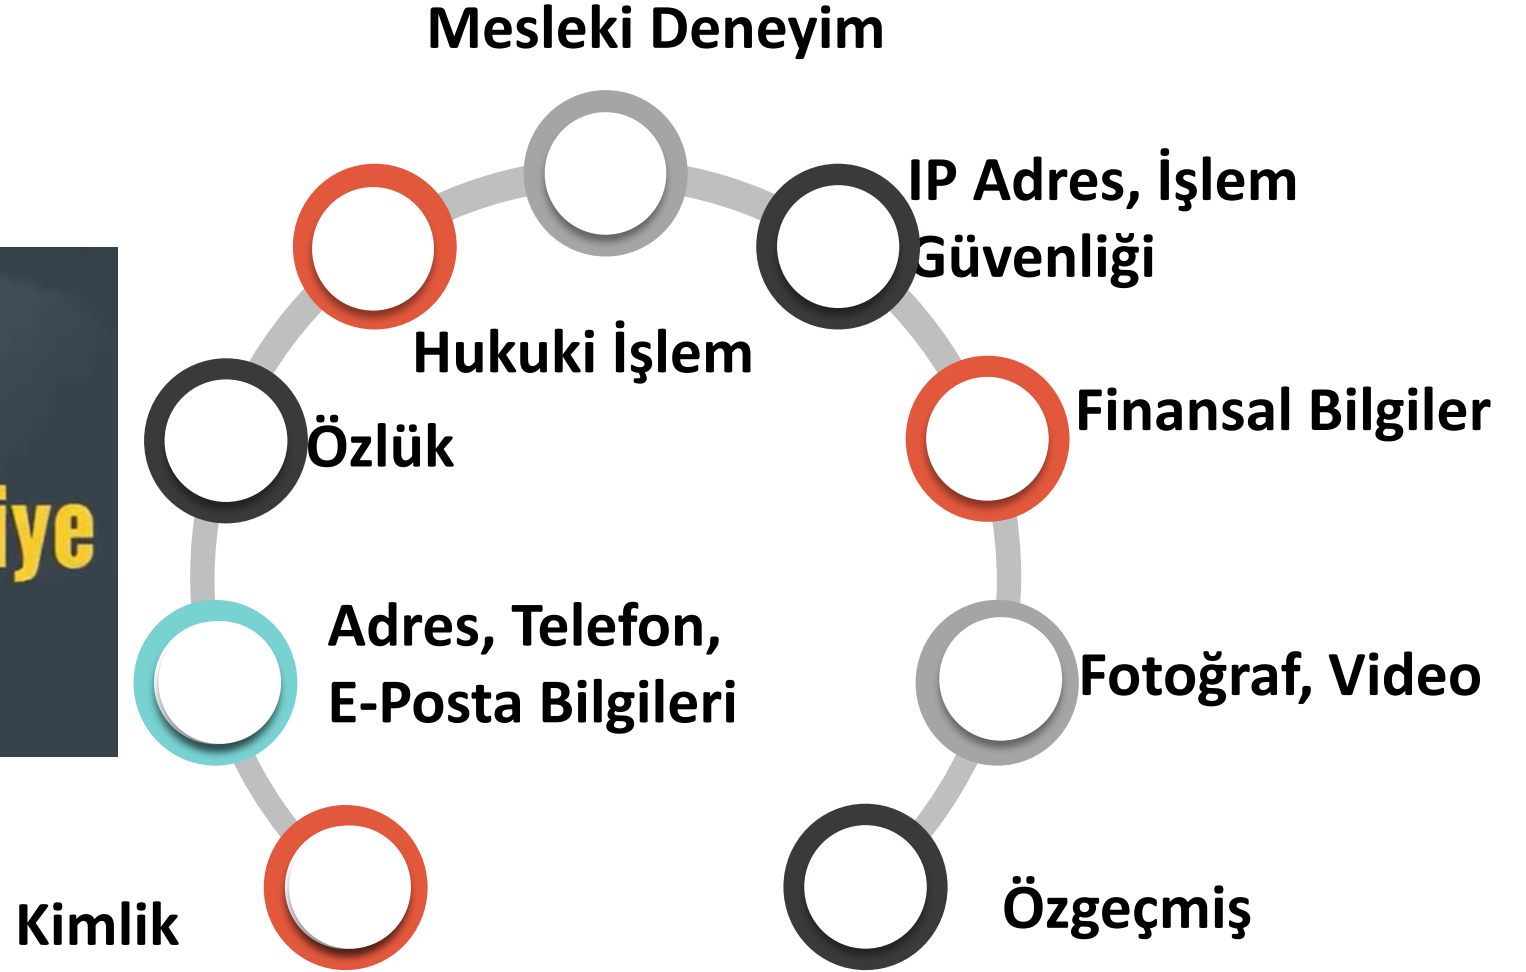 Mesleki Deneyim
IP Adres, İşlem
Güvenliği
Hukuki İşlem
Finansal Bilgiler
Özlük
iye
Adres, Telefon,
E-Posta Bilgileri
Fotoğraf, Video
Kimlik
Özgeçmiş